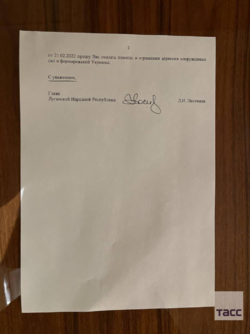 2
от 21.02.2022 прошу Вас оказать помощь в отражении агрессии вооруженных
сил и формирований Украины.
С уважением,
Глава
Луганской Народной Республики Л.И. Пасечник
ТАСС